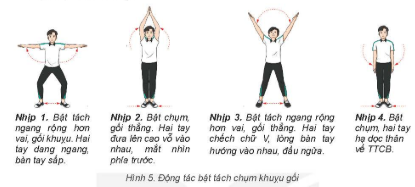 Nhịp 1. Bật tách
ngang rộng hơn
vai, gối khuỵu. Hai
tay dang ngang,
bàn tay sấp.
Nhịp 2. Bật chụm,
gối thẳng. Hai tay
đưa lên cao vỗ vào
nhau, mắt nhìn
phía trước.
Nhịp 3. Bật tách ngang rộng
hơn vai, gối thẳng. Hai tay
chếch chữ V, lòng bàn tay
hướng vào nhau, đầu ngửa.
Nhịp 4. Bật
chụm, hai tay
hạ dọc thân
về TTCB.
Hình 5. Động tác bật tách chụm khuỵu gối